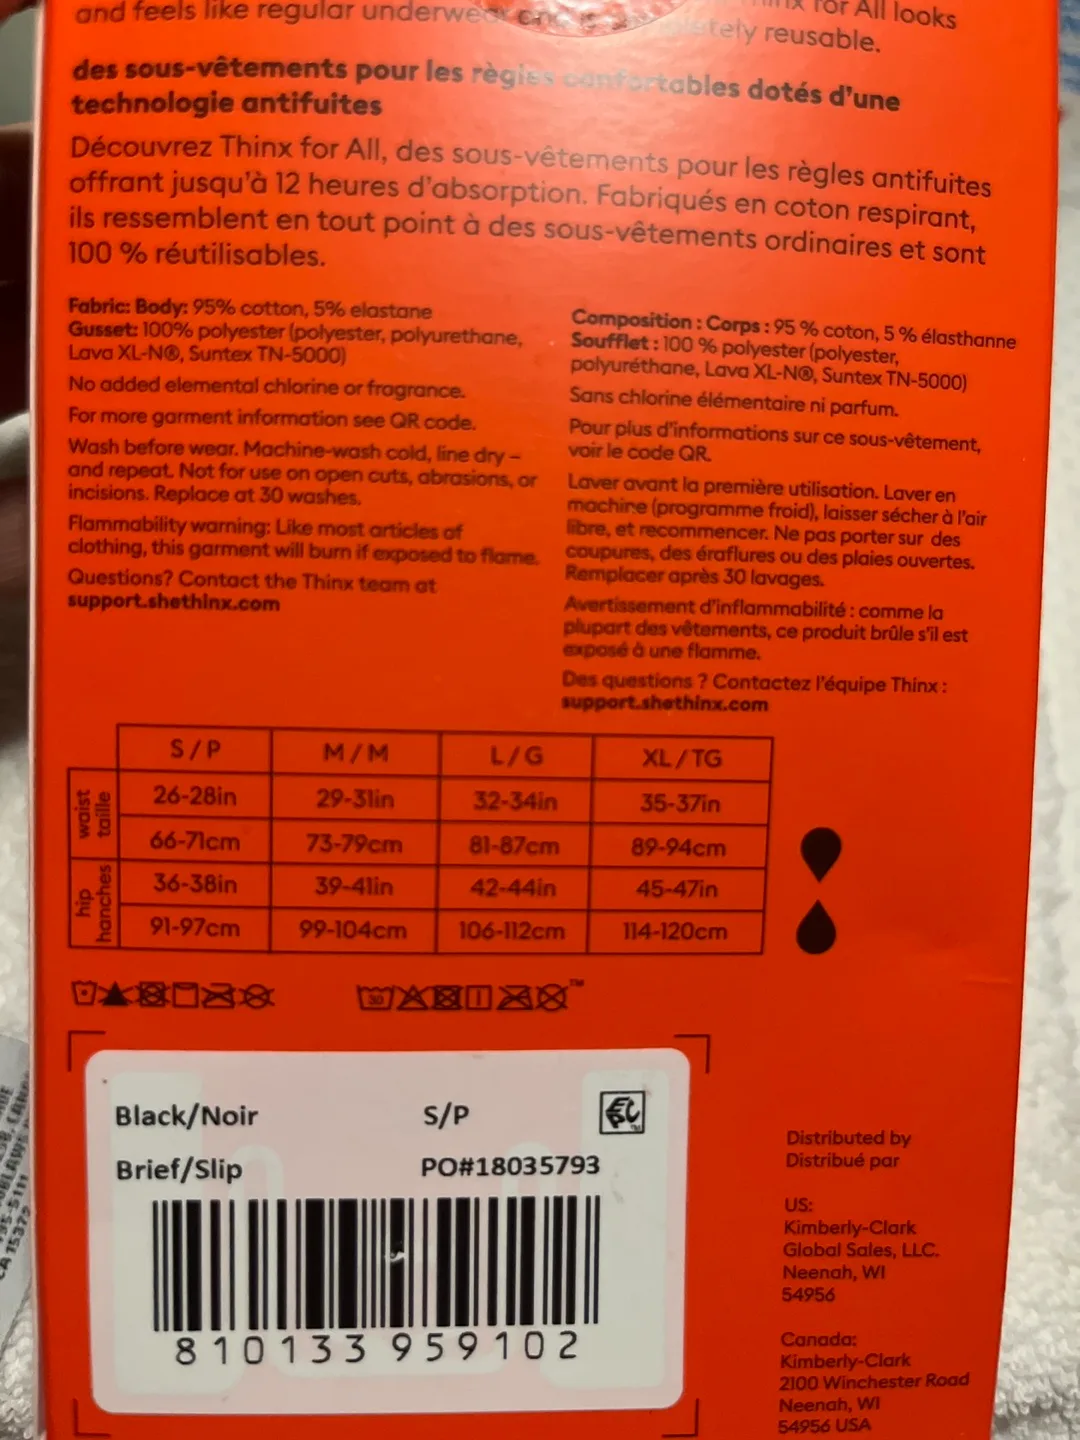 and feels like regular underwear and is
for All looks
completely reusable.
des sous-vêtements pour les règles confortables dotés d'une
technologie antifuites
Découvrez Thinx for All, des sous-vêtements pour les règles antifuites
offrant jusqu'à 12 heures d'absorption. Fabriqués en coton respirant,
ils ressemblent en tout point à des sous-vêtements ordinaires et sont
100 % réutilisables.
Fabric: Body: 95% cotton, 5% elastane
Gusset: 100% polyester (polyester, polyurethane,
Lava XL-N®, Suntex TN-5000)
No added elemental chlorine or fragrance.
For more garment information see QR code.
Wash before wear. Machine-wash cold, line dry –
and repeat. Not for use on open cuts, abrasions, or
incisions. Replace at 30 washes.
Flammability warning: Like most articles of
clothing, this garment will burn if exposed to flame.
Questions? Contact the Thinx team at
support.shethinx.com
Composition : Corps : 95 % coton, 5 % élasthanne
Soufflet : 100 % polyester (polyester,
polyuréthane, Lava XL-N®, Suntex TN-5000)
Sans chlorine élémentaire ni parfum.
Pour plus d'informations sur ce sous-vêtement,
voir le code QR.
Laver avant la première utilisation. Laver en
machine (programme froid), laisser sécher à l'air
libre, et recommencer. Ne pas porter sur des
coupures, des éraflures ou des plaies ouvertes.
Remplacer après 30 lavages.
Avertissement d'inflammabilité : comme la
plupart des vêtements, ce produit brûle s'il est
exposé à une flamme.
Des questions ? Contactez l'équipe Thinx :
support.shethinx.com
S / P M / M L / G XL / TG
waist
taille
26-28in 29-31in 32-34in 35-37in
66-71cm 73-79cm 81-87cm 89-94cm
hip
hanches
36-38in 39-41in 42-44in 45-47in
91-97cm 99-104cm 106-112cm 114-120cm
30
™
Black/Noir S/P
Brief/Slip PO#18035793
8 10133 959102
Distributed by
Distribué par
US:
Kimberly-Clark
Global Sales, LLC.
Neenah, WI
54956
Canada:
Kimberly-Clark
2100 Winchester Road
Neenah, WI
54956 USA